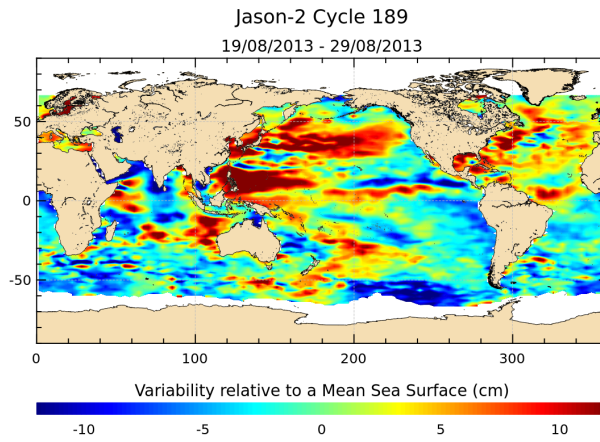 Jason-2 Cycle 189
19/08/2013 - 29/08/2013
50
0
-50
0 100 200 300
Variability relative to a Mean Sea Surface (cm)
-10 -5 0 5 10